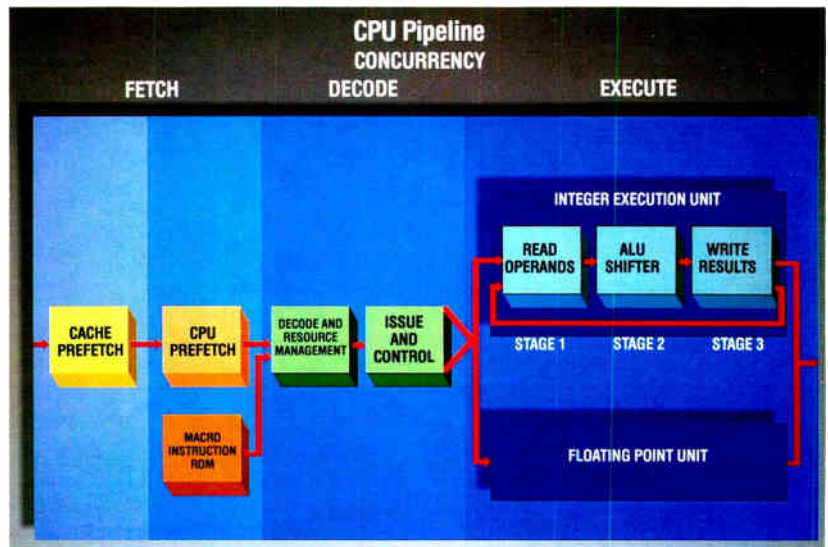 CPU Pipeline
CONCURRENCY
FETCH
DECODE
EXECUTE
INTEGER EXECUTION UNIT
READ
OPERANDS
ALU
SHIFTER
WRITE
RESULTS
CACHE
PREFETCH
CPU
PREFETCH
DECODE AND
RESOURCE
MANAGEMENT
ISSUE
AND
CONTROL
STAGE 1
STAGE 2
STAGE 3
MACRO
INSTRUCTION
ROM
FLOATING POINT UNIT